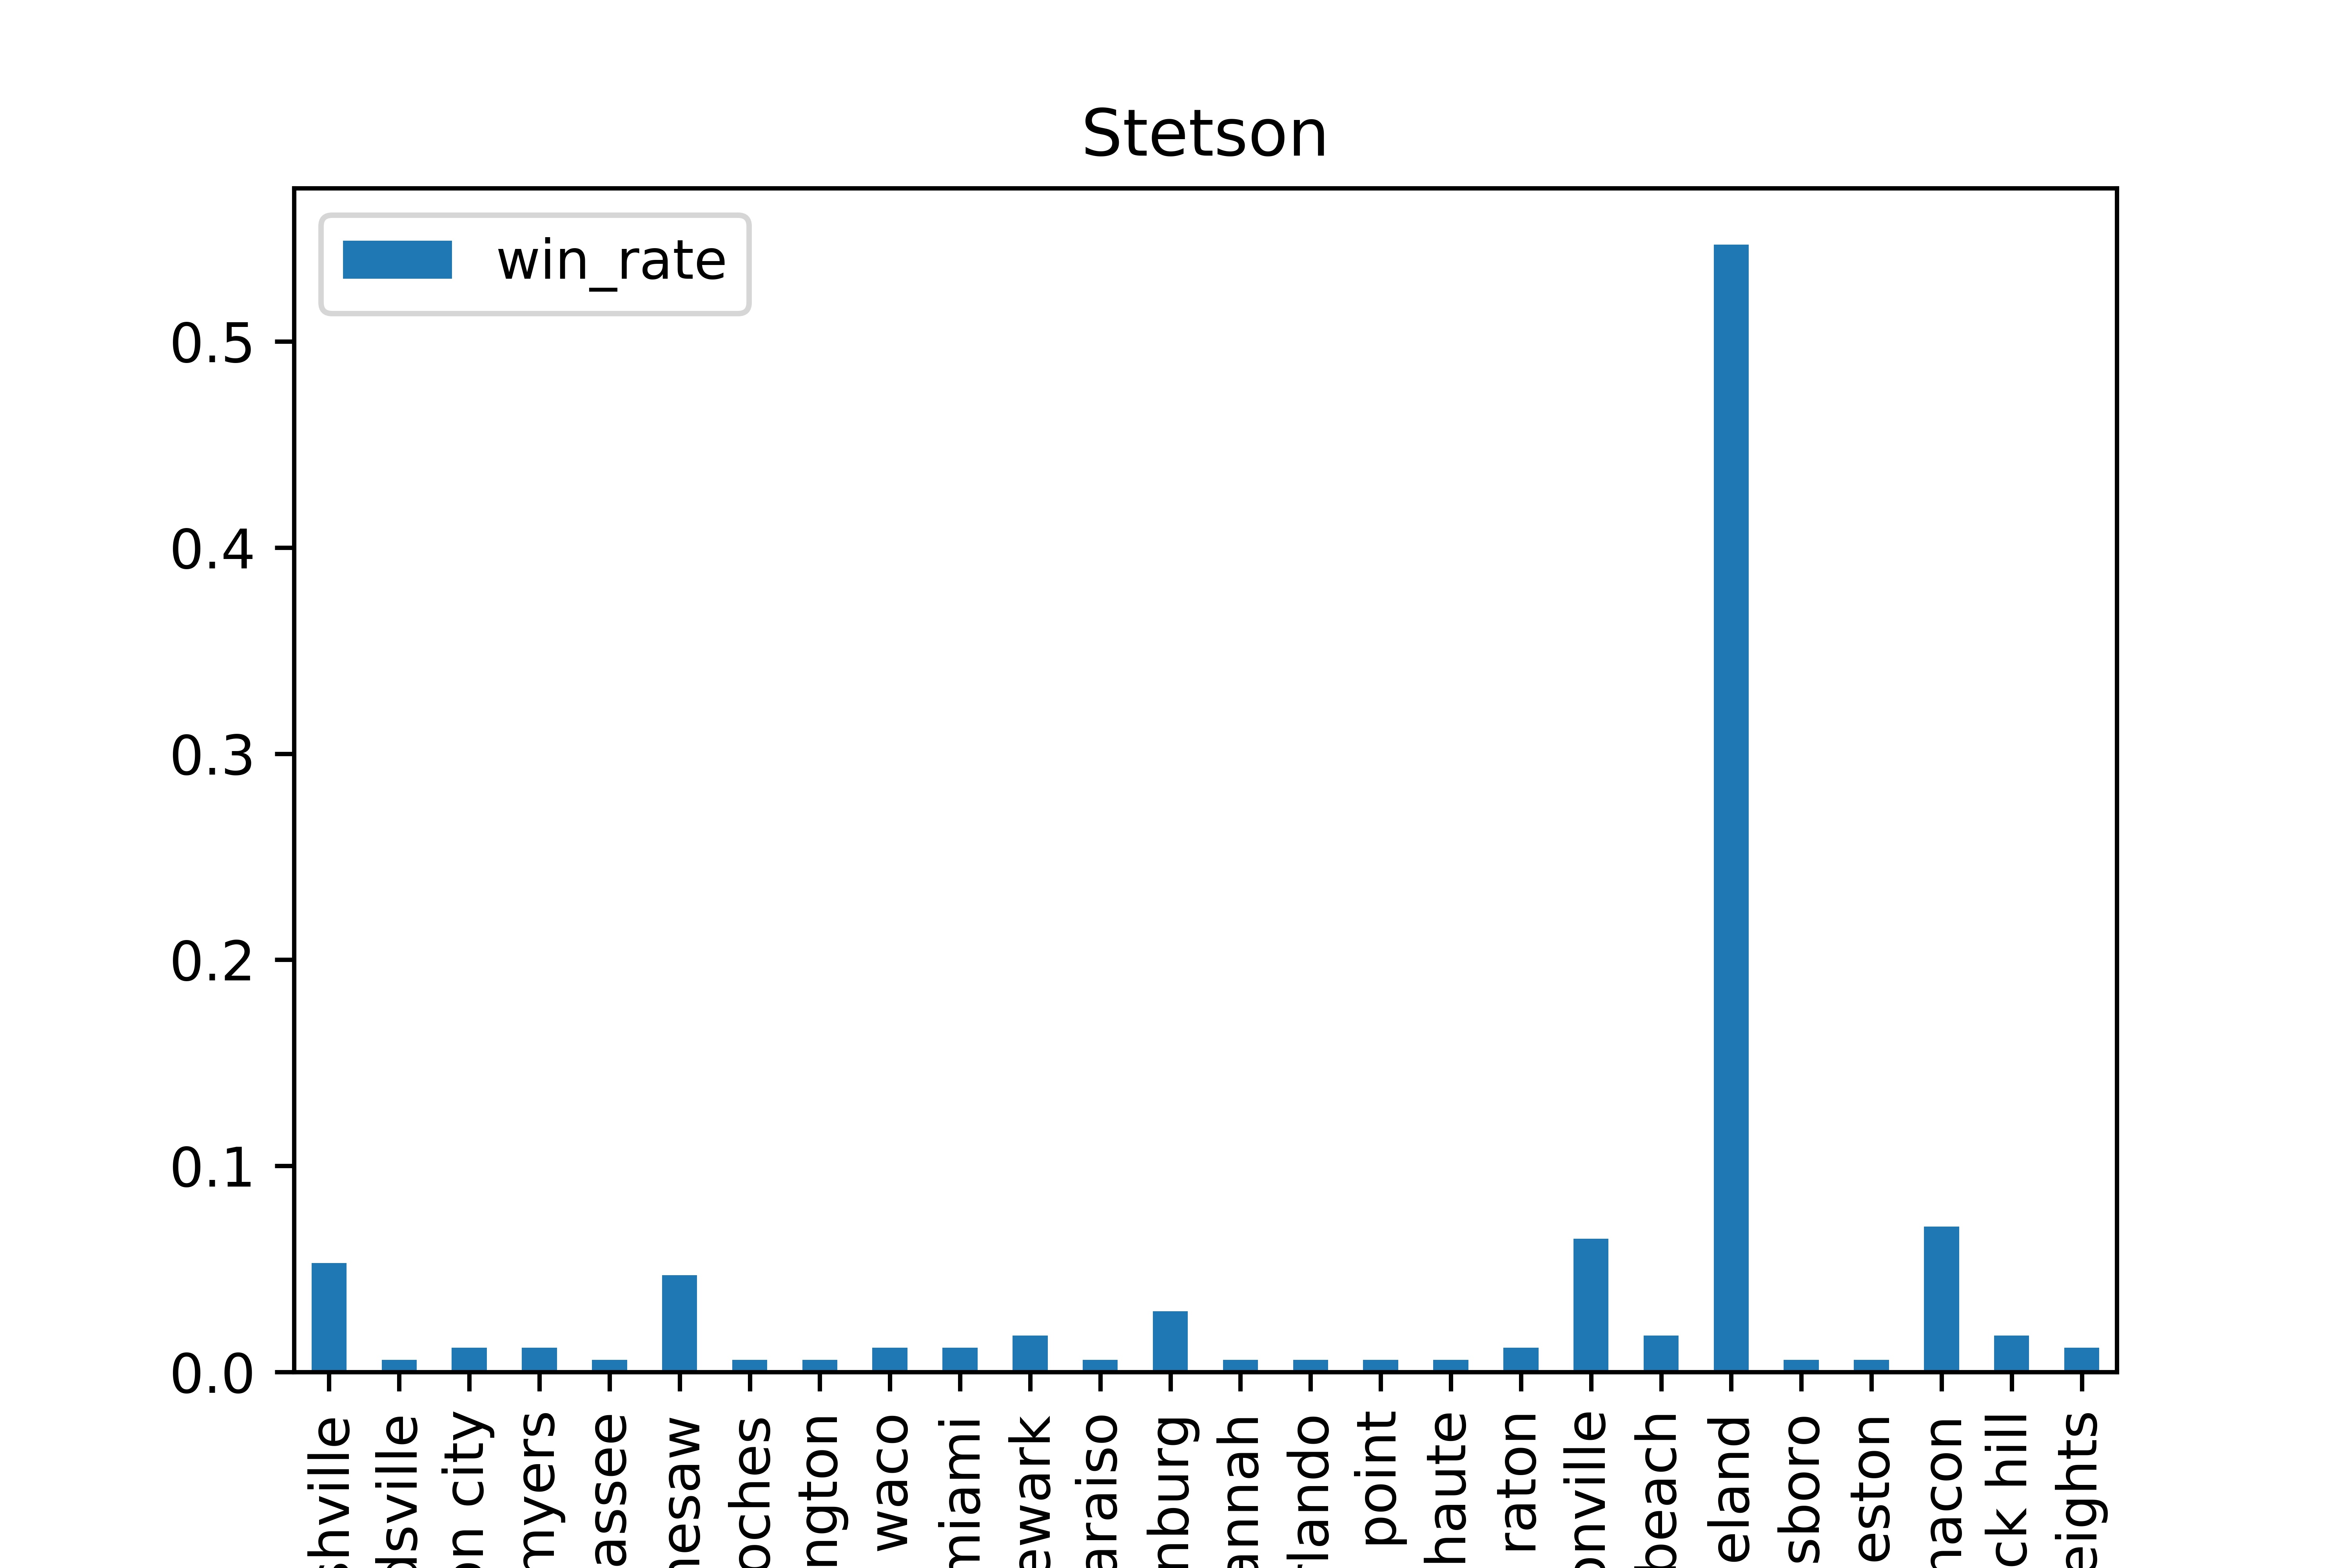 Stetson
win_rate
0.5
0.4
0.3
0.2
0.1
0.0
shville
dsville
on city
myers
assee
nesaw
oches
ngton
waco
miami
ewark
araiso
nburg
annah
lando
point
haute
raton
onville
beach
eland
sboro
eston
nacon
ck hill
eights